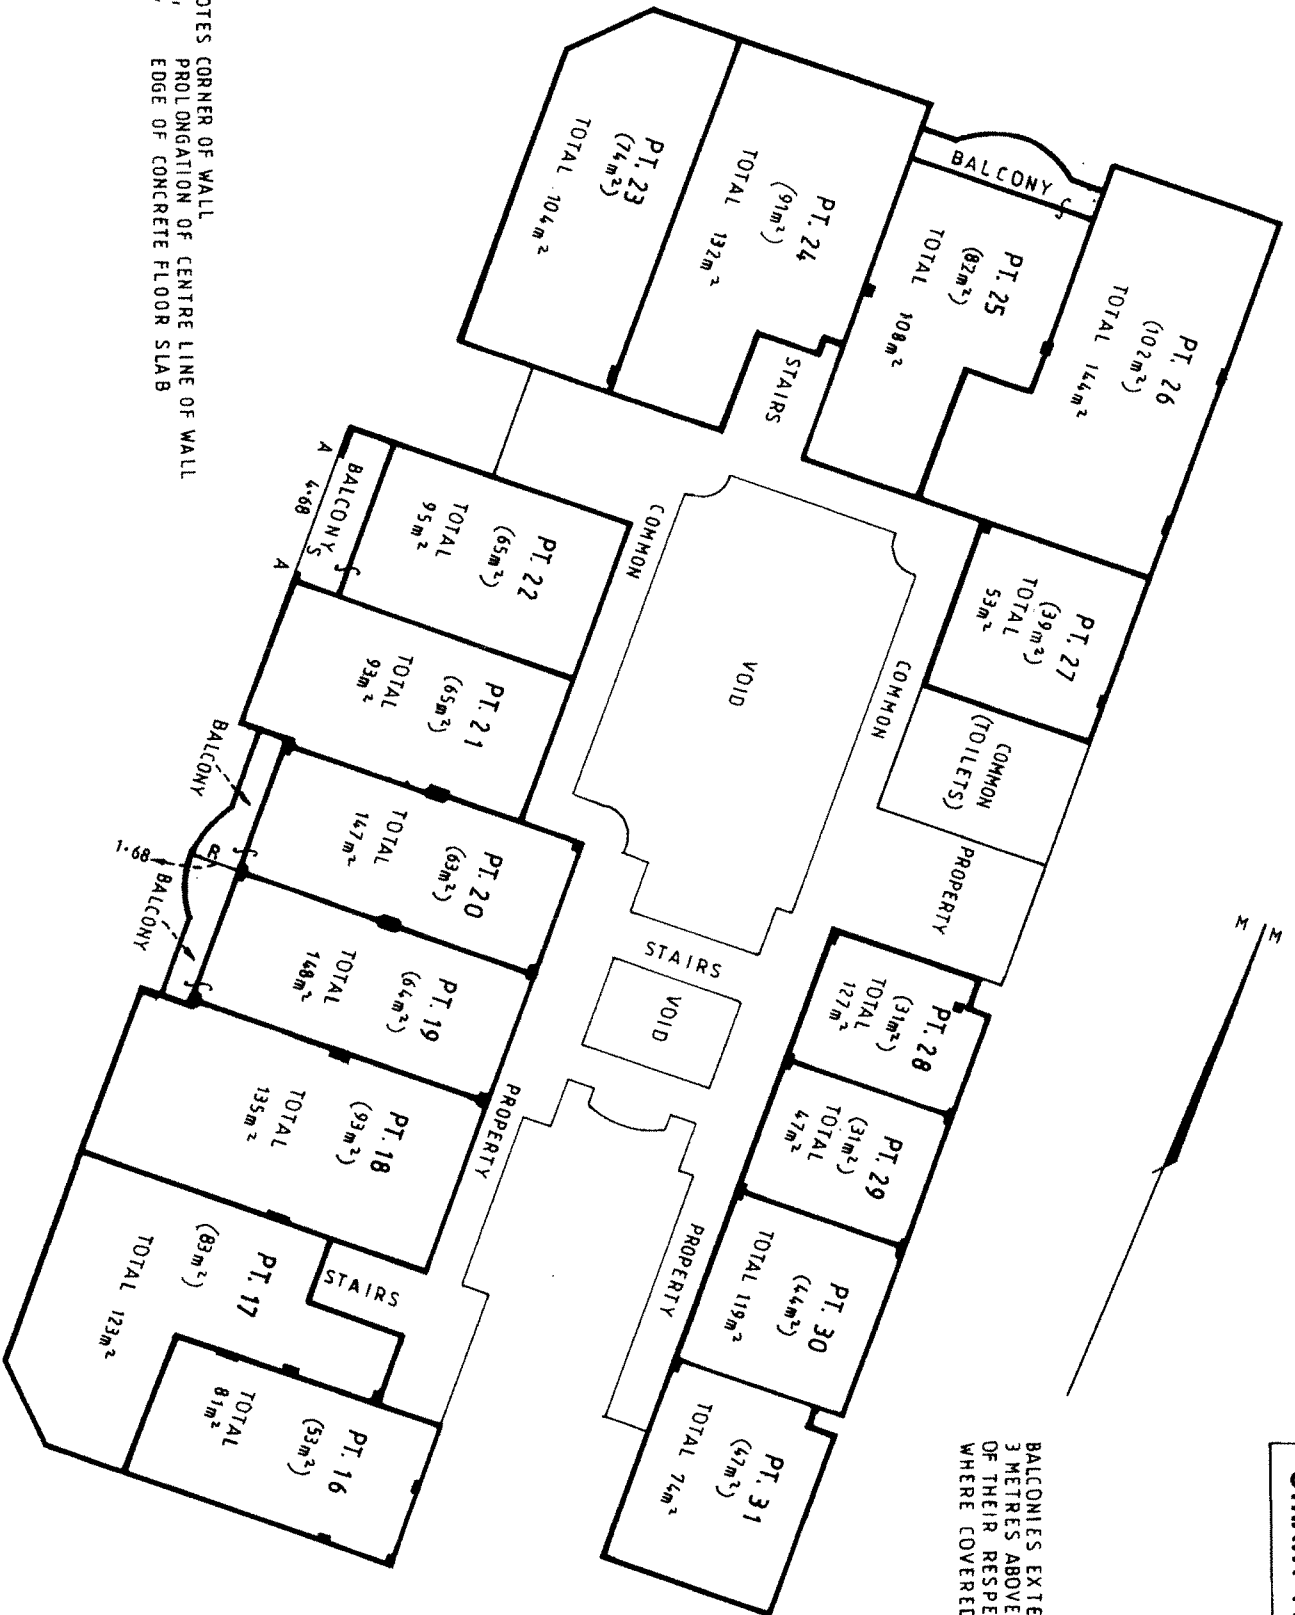 OTES CORNER OF WALL
" PROLONGATION OF CENTRE LINE OF WALL
" EDGE OF CONCRETE FLOOR SLAB
PT. 23
(74m²)
TOTAL 104m²
PT. 24
(91m²)
TOTAL 132m²
BALCONY
PT. 25
(82m²)
TOTAL 108m²
PT. 26
(102m²)
TOTAL 144m²
STAIRS
COMMON
COMMON
VOID
PT. 27
(39m²)
TOTAL
53m²
COMMON
(TOILETS)
PROPERTY
A 4·68 A
BALCONY S
PT. 22
(65m²)
TOTAL
95m²
PT. 21
(65m²)
TOTAL
93m²
BALCONY
PT. 20
(63m²)
TOTAL
147m²
1·68
R
BALCONY
PT. 19
(64m²)
TOTAL
148m²
STAIRS
VOID
PROPERTY
PT. 18
(93m²)
TOTAL
135m²
PT. 17
(83m²)
TOTAL 123m²
STAIRS
PT. 16
(53m²)
TOTAL
81m²
PT. 28
(31m²)
TOTAL
127m²
PT. 29
(31m²)
TOTAL
47m²
PT. 30
(44m²)
TOTAL 119m²
PROPERTY
PT. 31
(47m²)
TOTAL 74m²
M M
BALCONIES EXTE
3 METRES ABOVE
OF THEIR RESPE
WHERE COVERED